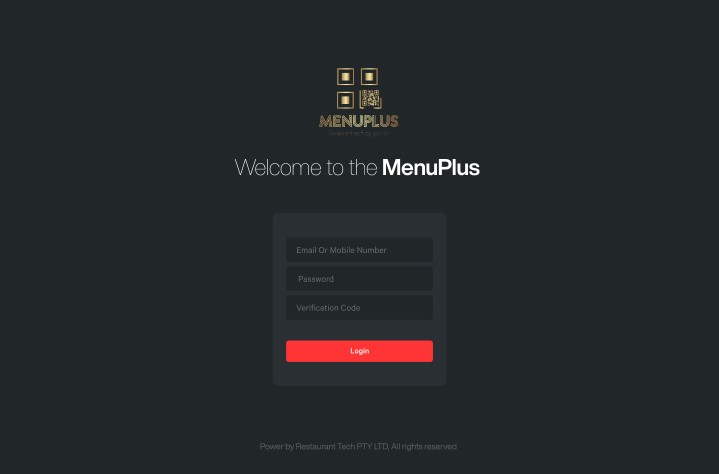 MENUPLUS
Welcome to the MenuPlus
Email Or Mobile Number
Password
Verification Code
Login
Power by Restaurant Tech PTY LTD, All rights reserved